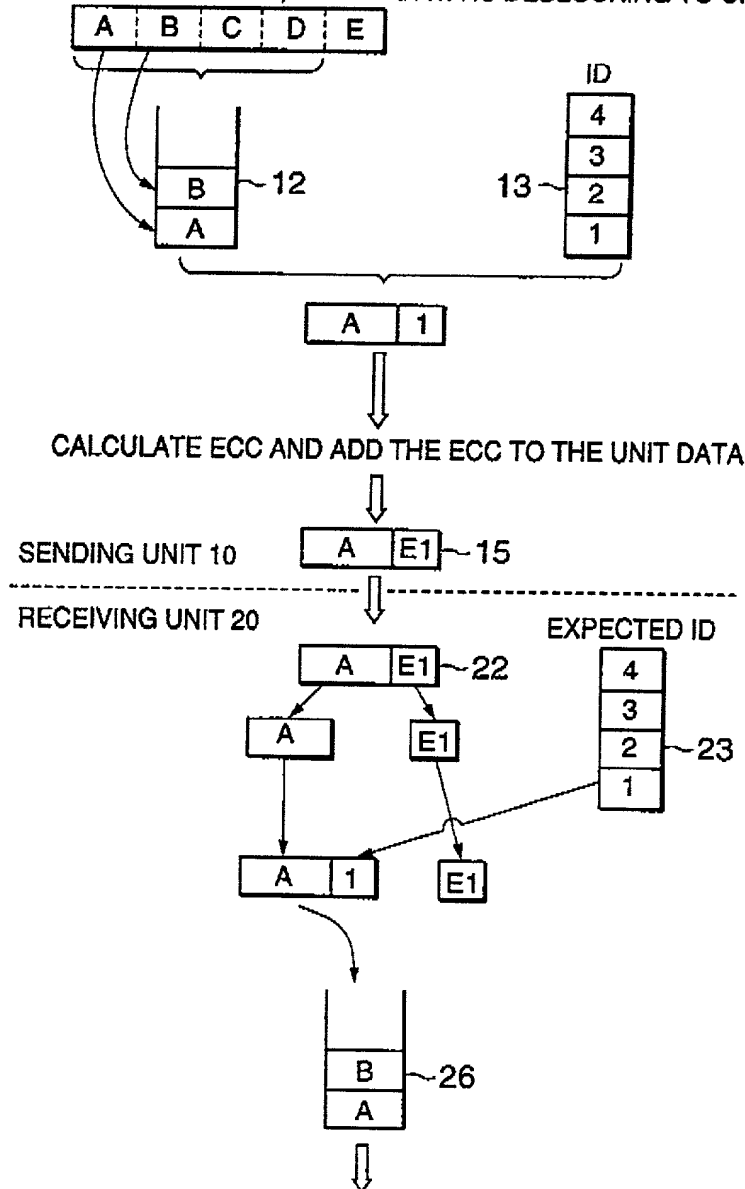 A B C D E
ID
4
3
B 12 13 2
A 1
A 1
CALCULATE ECC AND ADD THE ECC TO THE UNIT DATA
A E1 15
SENDING UNIT 10
RECEIVING UNIT 20
EXPECTED ID
A E1 22
4
3
A E1
2 23
1
A 1 E1
B 26
A